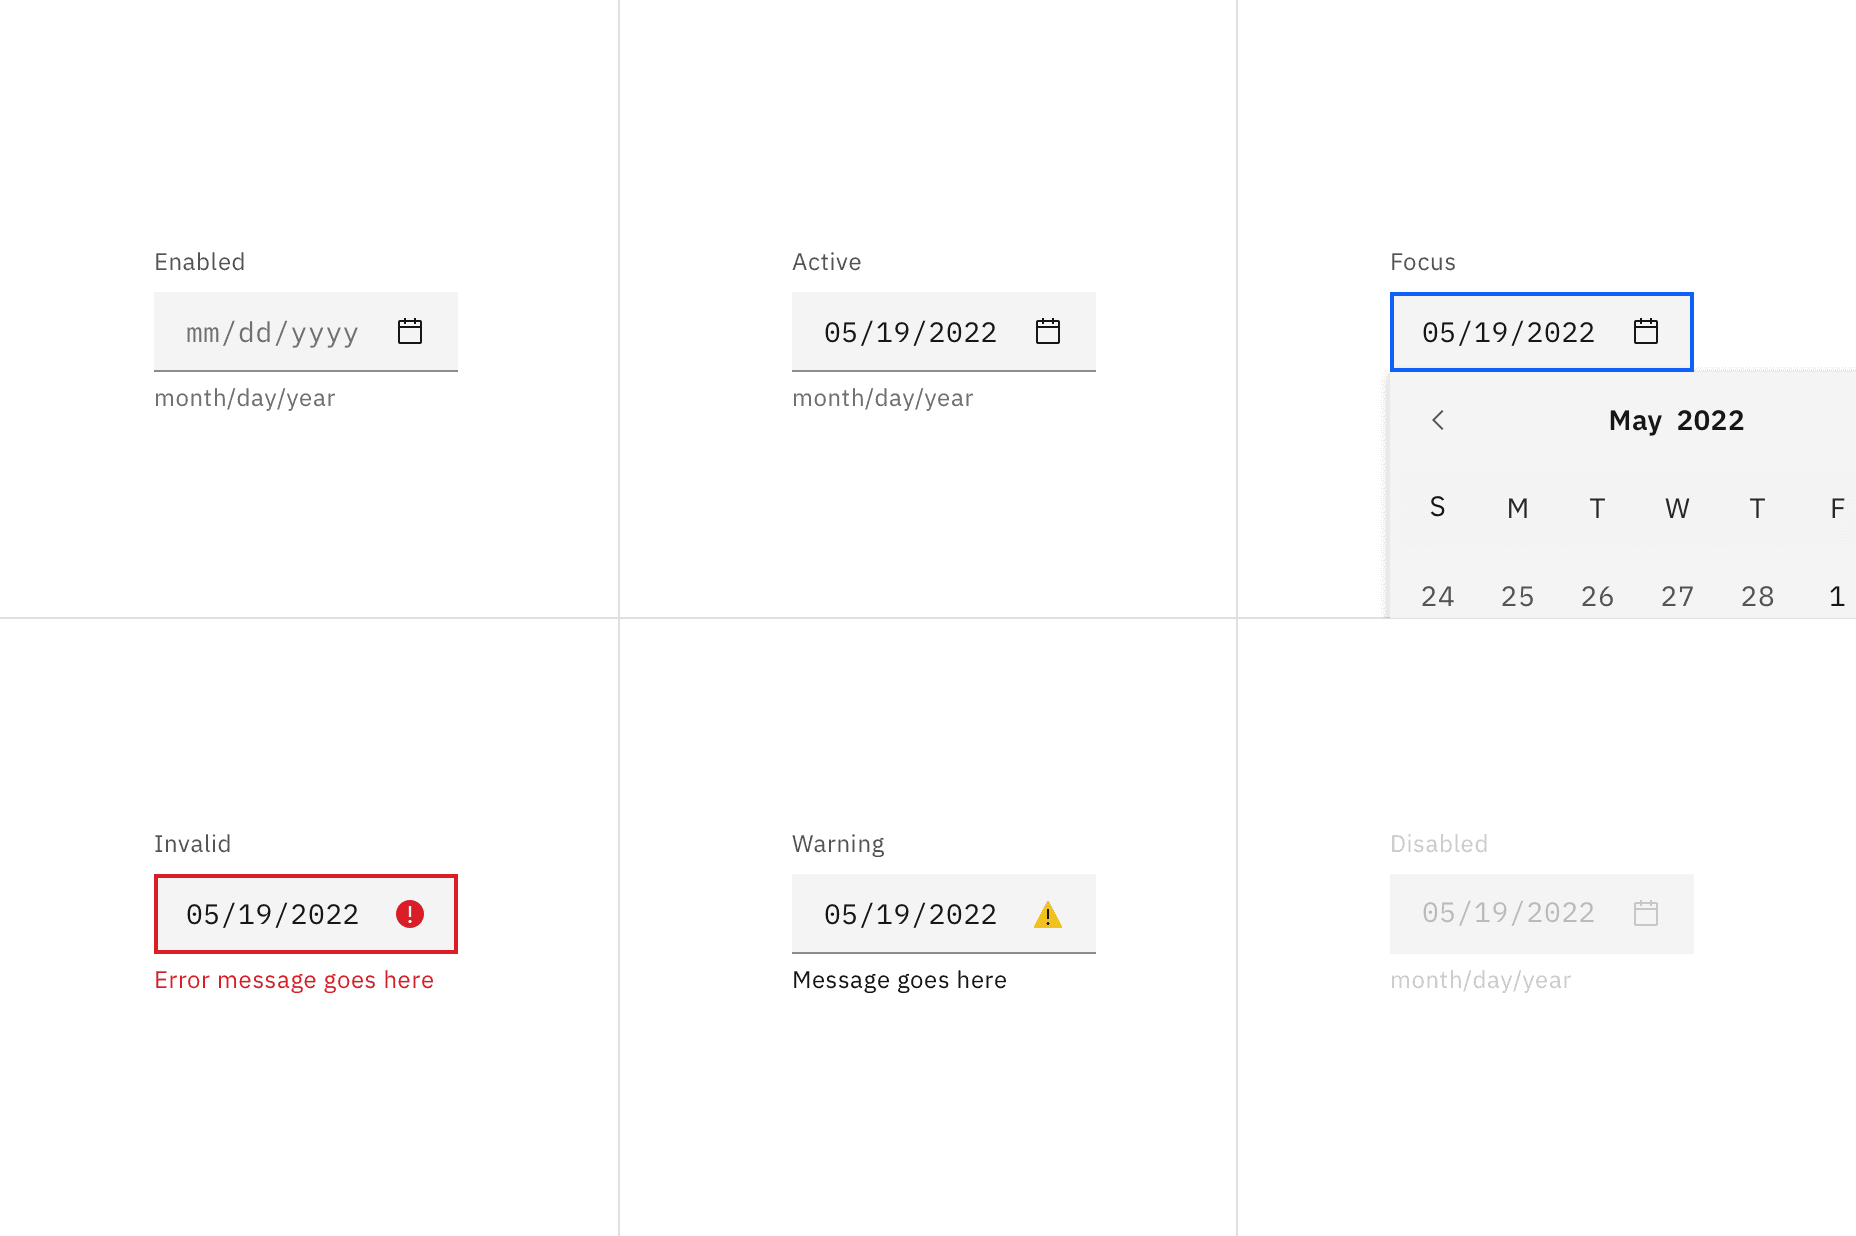 Enabled
mm/dd/yyyy
month/day/year
Active
05/19/2022
month/day/year
Focus
05/19/2022
May 2022
S M T W T F
24 25 26 27 28 1
Invalid
05/19/2022
Error message goes here
Warning
05/19/2022
Message goes here
Disabled
05/19/2022
month/day/year